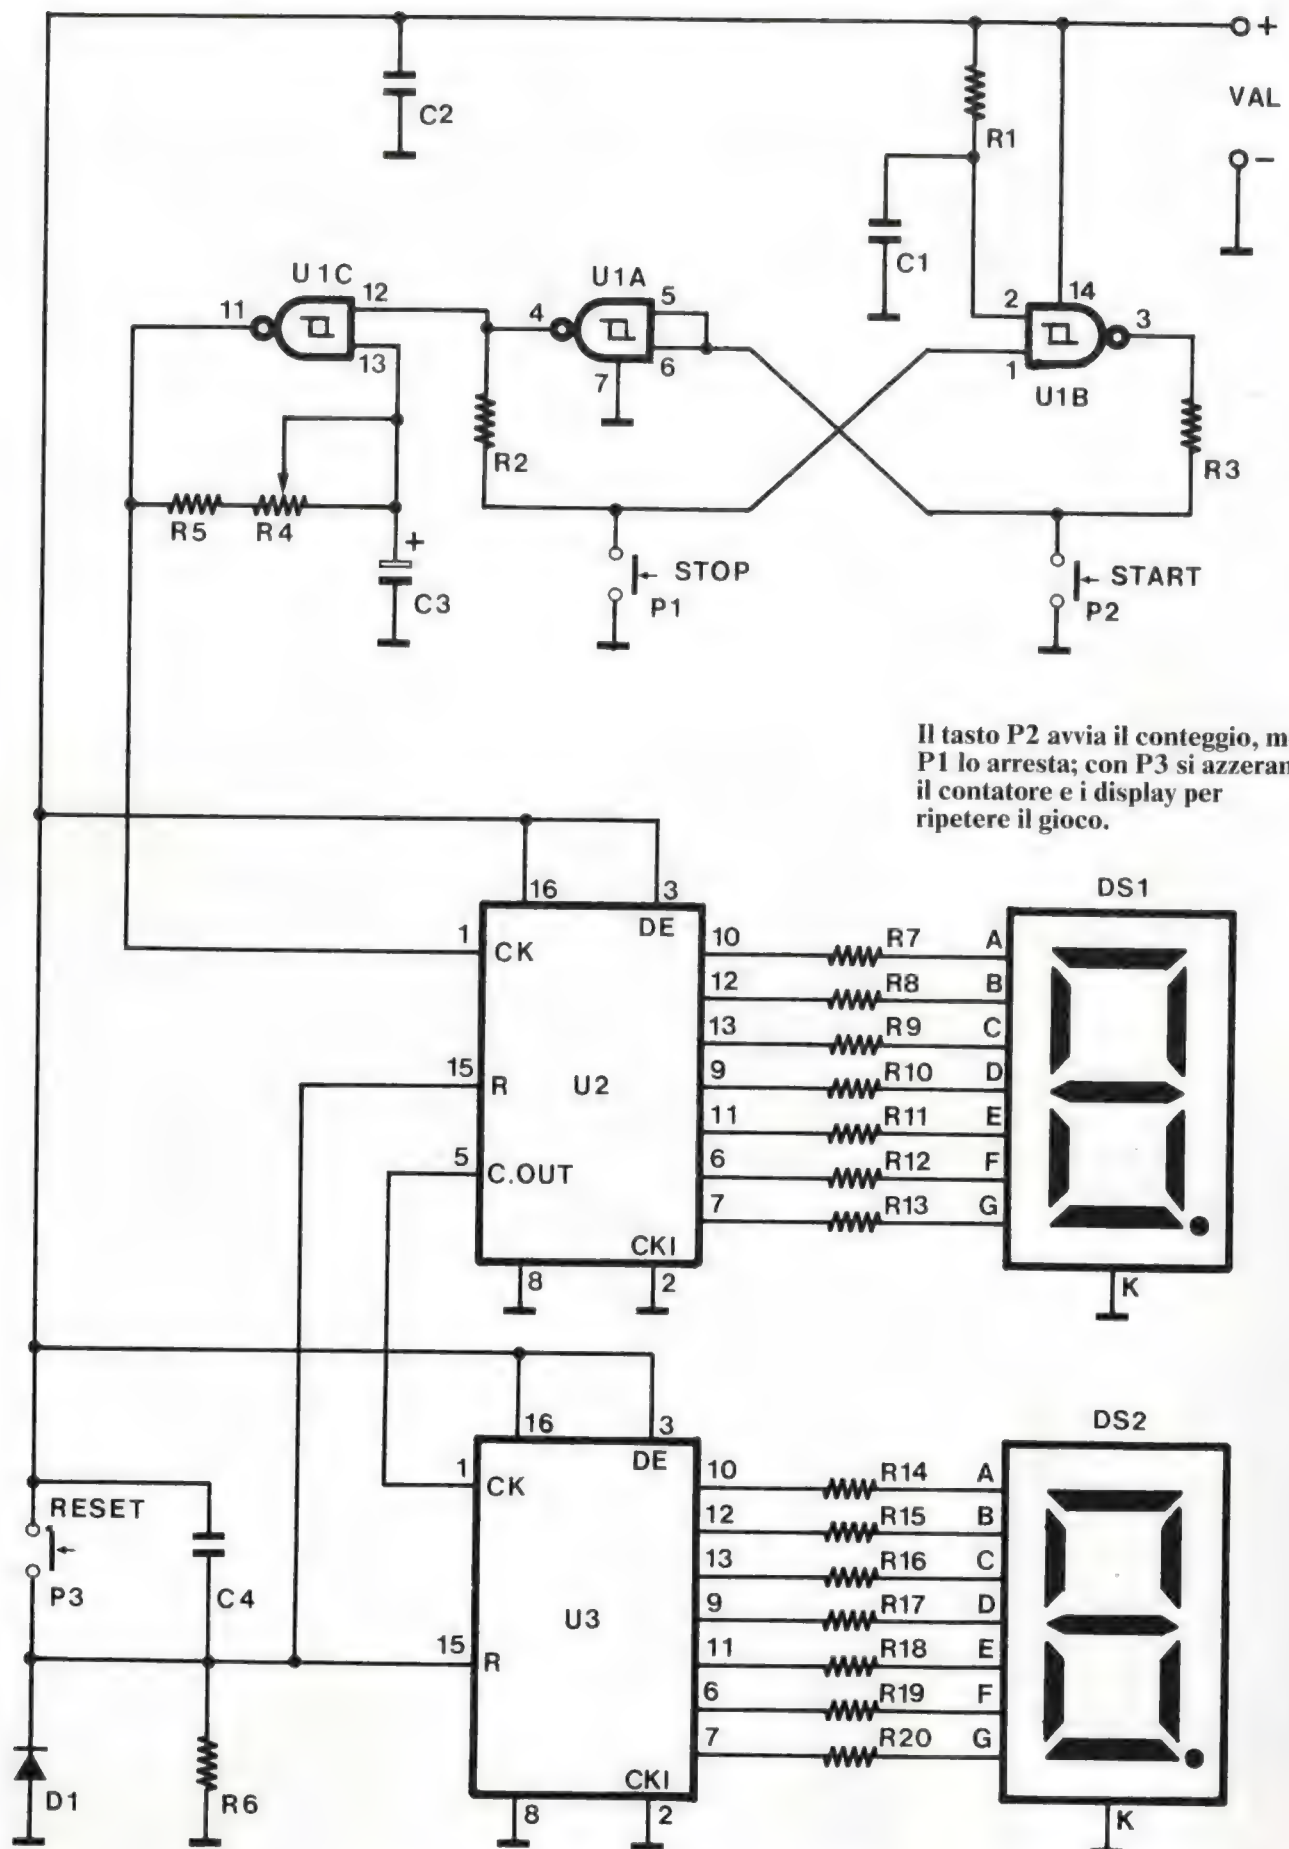 +
VAL
-
C2
R1
C1
U1C
12
11
13
U1A
5
4
6
7
2
14
3
1
U1B
R2
R3
R5
R4
+
C3
STOP
P1
START
P2
Il tasto P2 avvia il conteggio, m
P1 lo arresta; con P3 si azzeran
il contatore e i display per
ripetere il gioco.
DS1
16
3
DE
1
CK
10
R7
A
12
R8
B
13
R9
C
15
R
U2
9
R10
D
11
R11
E
5
C.OUT
6
R12
F
7
R13
G
CKI
8
2
K
DS2
16
3
DE
1
CK
10
R14
A
RESET
12
R15
B
P3
C4
13
R16
C
U3
9
R17
D
15
R
11
R18
E
6
R19
F
7
R20
G
D1
R6
CKI
8
2
K